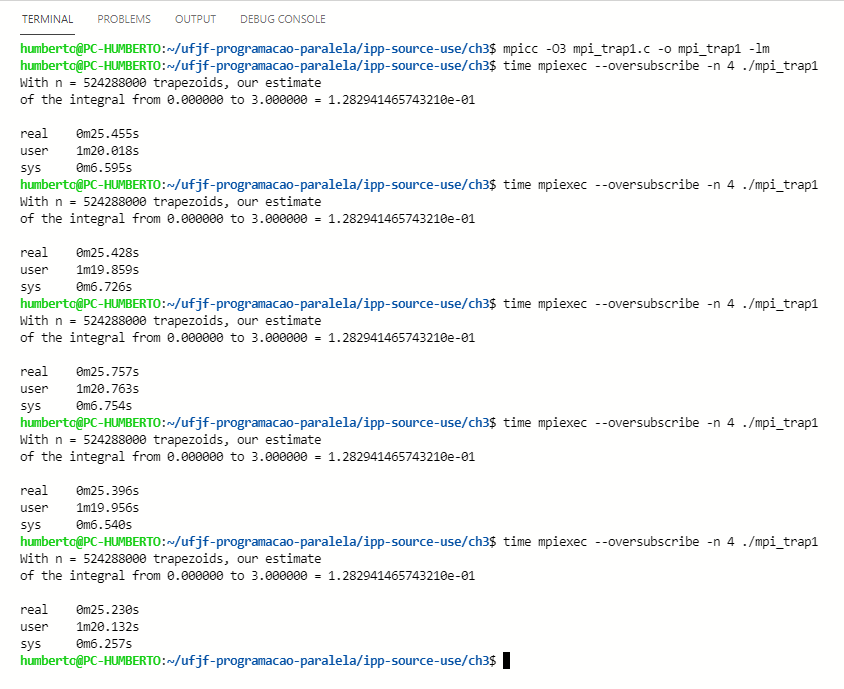 TERMINAL PROBLEMS OUTPUT DEBUG CONSOLE
humberto@PC-HUMBERTO:~/ufjf-programacao-paralela/ipp-source-use/ch3$ mpicc -O3 mpi_trap1.c -o mpi_trap1 -lm
humberto@PC-HUMBERTO:~/ufjf-programacao-paralela/ipp-source-use/ch3$ time mpiexec --oversubscribe -n 4 ./mpi_trap1
With n = 524288000 trapezoids, our estimate
of the integral from 0.000000 to 3.000000 = 1.282941465743210e-01
real 0m25.455s
user 1m20.018s
sys 0m6.595s
humberto@PC-HUMBERTO:~/ufjf-programacao-paralela/ipp-source-use/ch3$ time mpiexec --oversubscribe -n 4 ./mpi_trap1
With n = 524288000 trapezoids, our estimate
of the integral from 0.000000 to 3.000000 = 1.282941465743210e-01
real 0m25.428s
user 1m19.859s
sys 0m6.726s
humberto@PC-HUMBERTO:~/ufjf-programacao-paralela/ipp-source-use/ch3$ time mpiexec --oversubscribe -n 4 ./mpi_trap1
With n = 524288000 trapezoids, our estimate
of the integral from 0.000000 to 3.000000 = 1.282941465743210e-01
real 0m25.757s
user 1m20.763s
sys 0m6.754s
humberto@PC-HUMBERTO:~/ufjf-programacao-paralela/ipp-source-use/ch3$ time mpiexec --oversubscribe -n 4 ./mpi_trap1
With n = 524288000 trapezoids, our estimate
of the integral from 0.000000 to 3.000000 = 1.282941465743210e-01
real 0m25.396s
user 1m19.956s
sys 0m6.540s
humberto@PC-HUMBERTO:~/ufjf-programacao-paralela/ipp-source-use/ch3$ time mpiexec --oversubscribe -n 4 ./mpi_trap1
With n = 524288000 trapezoids, our estimate
of the integral from 0.000000 to 3.000000 = 1.282941465743210e-01
real 0m25.230s
user 1m20.132s
sys 0m6.257s
humberto@PC-HUMBERTO:~/ufjf-programacao-paralela/ipp-source-use/ch3$